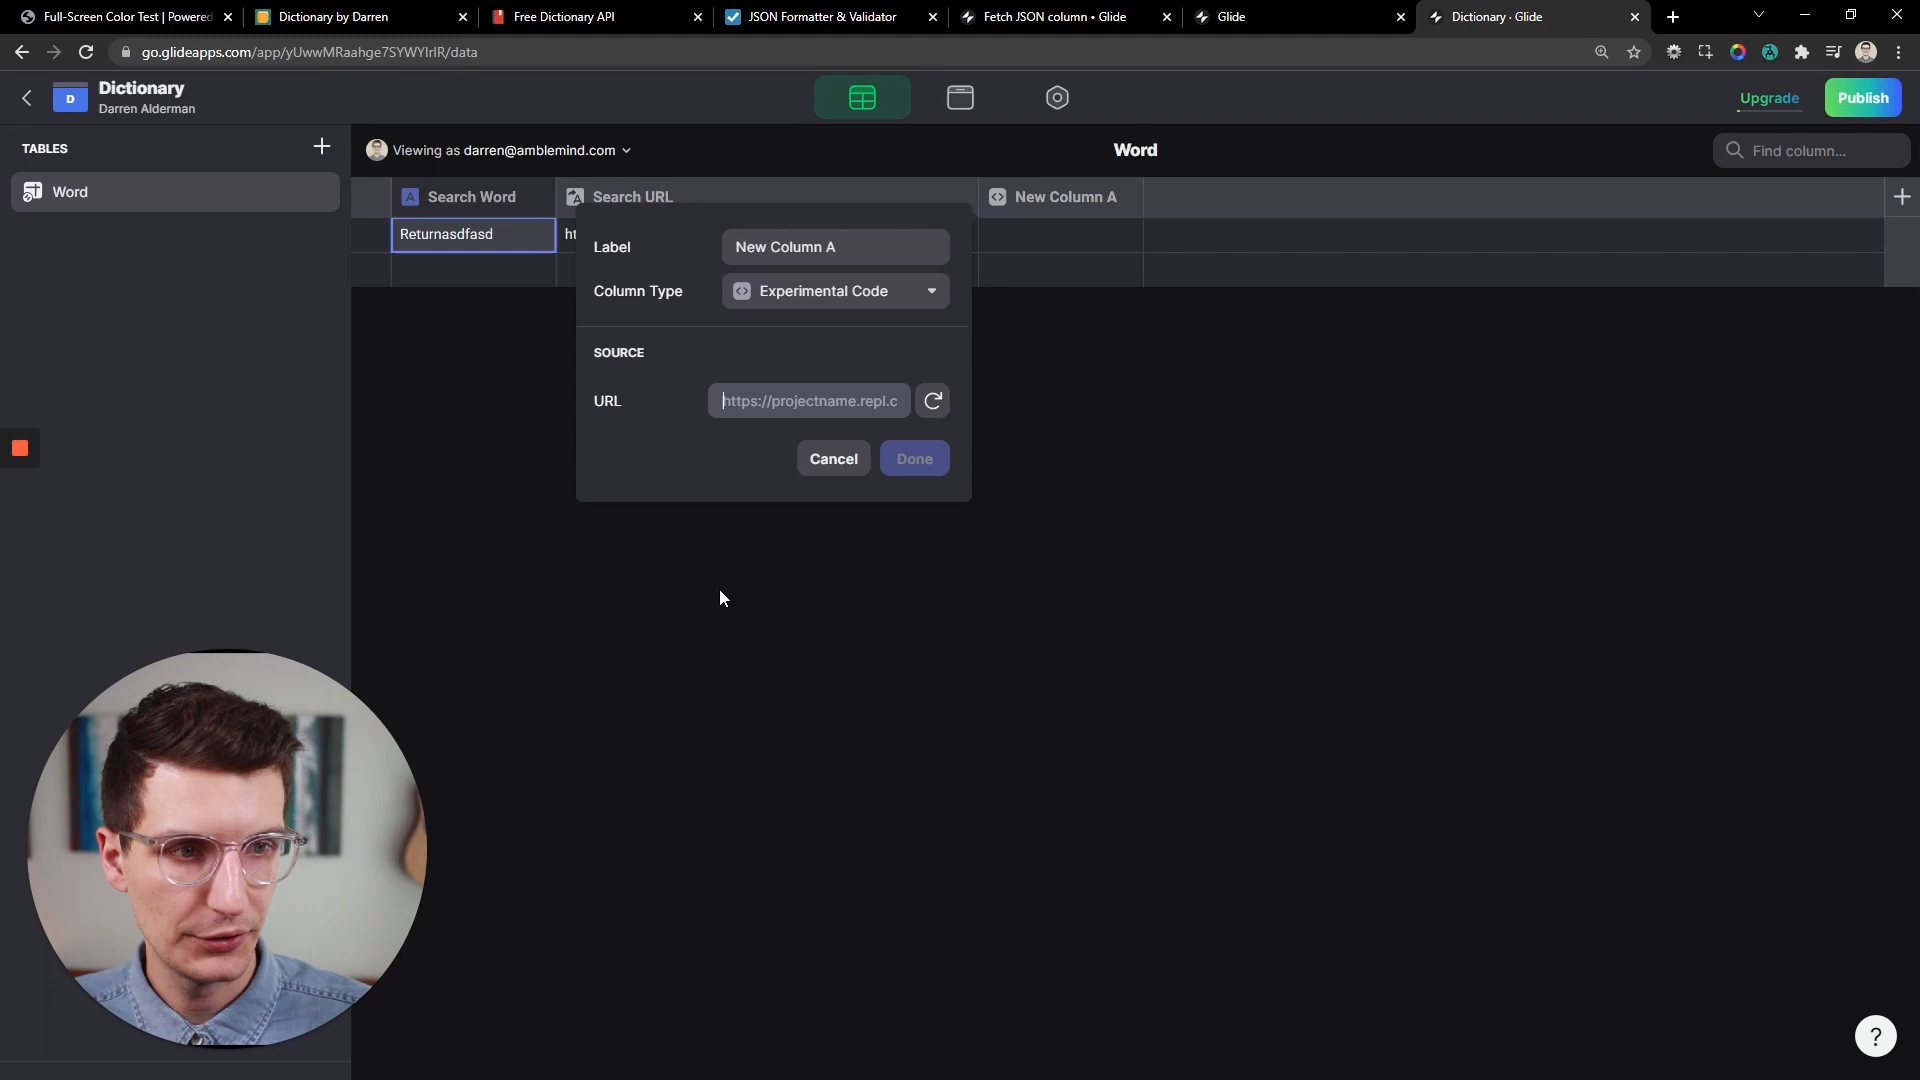 Full-Screen Color Test | Powered
Dictionary by Darren
Free Dictionary API
JSON Formatter & Validator
Fetch JSON column • Glide
Glide
Dictionary · Glide
go.glideapps.com/app/yUwwMRaahge7SYWYlrIR/data
D
Dictionary
Darren Alderman
Upgrade
Publish
TABLES
Viewing as darren@amblemind.com
Word
Find column...
Word
Search Word
Search URL
New Column A
Returnasdfasd
ht
Label
New Column A
Column Type
Experimental Code
SOURCE
URL
https://projectname.repl.c
Cancel
Done
?